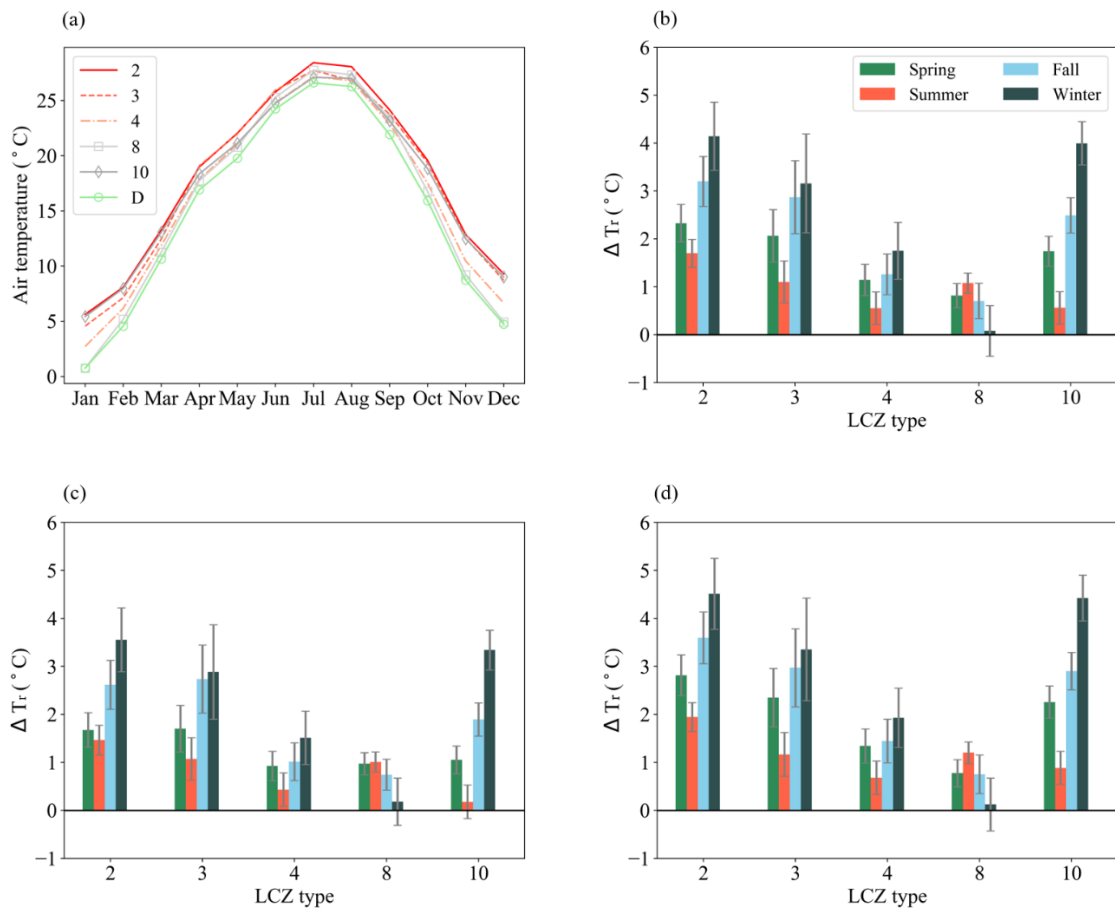 (a)
Air temperature (°C)
25
20
15
10
5
0
2
3
4
8
10
D
Jan Feb Mar Apr May Jun Jul Aug Sep Oct Nov Dec
(b)
Δ Tr (°C)
6
5
4
3
2
1
0
−1
Spring
Summer
Fall
Winter
2 3 4 8 10
LCZ type
(c)
Δ Tr (°C)
6
5
4
3
2
1
0
−1
2 3 4 8 10
LCZ type
(d)
Δ Tr (°C)
6
5
4
3
2
1
0
−1
2 3 4 8 10
LCZ type